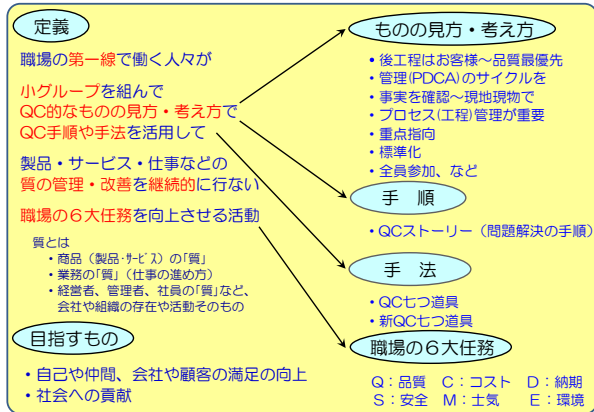 定義
職場の第一線で働く人々が
小グループを組んで
QC的なものの見方・考え方で
QC手順や手法を活用して
製品・サービス・仕事などの
質の管理・改善を継続的に行ない
職場の６大任務を向上させる活動
質とは
・商品（製品・ｻｰﾋﾞｽ）の「質」
・業務の「質」（仕事の進め方）
・経営者、管理者、社員の「質」など、
会社や組織の存在や活動そのもの
目指すもの
・自己や仲間、会社や顧客の満足の向上
・社会への貢献
ものの見方・考え方
・後工程はお客様～品質最優先
・管理(PDCA)のサイクルを
・事実を確認～現地現物で
・プロセス(工程)管理が重要
・重点指向
・標準化
・全員参加、など
手　順
・QCストーリー（問題解決の手順）
手　法
・QC七つ道具
・新QC七つ道具
職場の６大任務
Q：品質　C：コスト　D：納期
S：安全　M：士気　E：環境